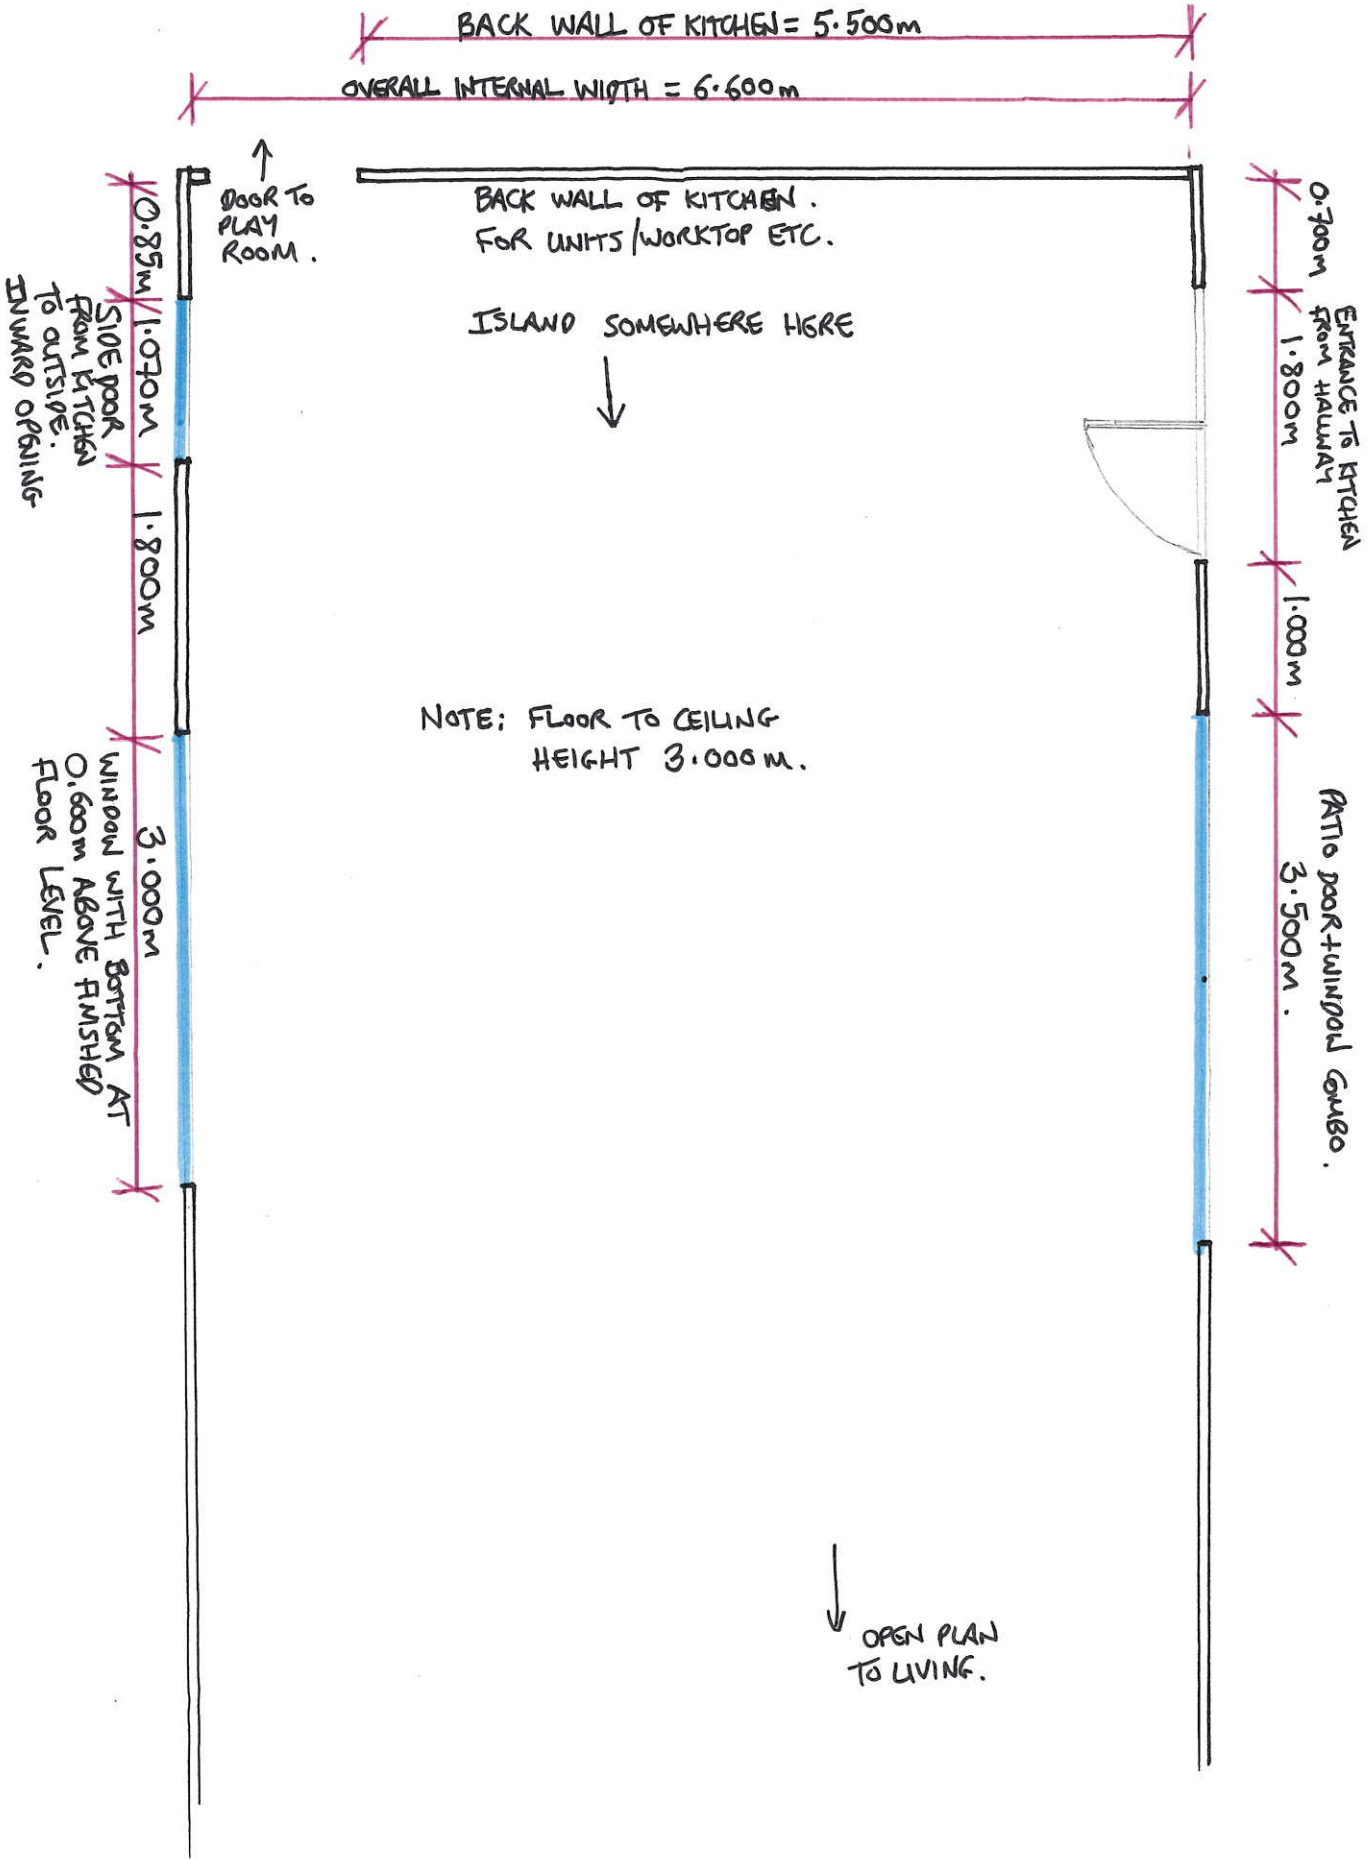 BACK WALL OF KITCHEN = 5.500m
OVERALL INTERNAL WIDTH = 6.600m
DOOR TO
PLAY
ROOM.
BACK WALL OF KITCHEN.
FOR UNITS/WORKTOP ETC.
ISLAND SOMEWHERE HERE
0.85m
1.070m
SIDE DOOR
FROM KITCHEN
TO OUTSIDE.
INWARD OPENING
1.800m
3.000m
WINDOW WITH BOTTOM AT
0.600m ABOVE FINISHED
FLOOR LEVEL.
0.700m
ENTRANCE TO KITCHEN
FROM HALLWAY
1.800m
1.000m
PATIO DOOR+WINDOW COMBO.
3.500m.
NOTE: FLOOR TO CEILING
HEIGHT 3.000m.
OPEN PLAN
TO LIVING.